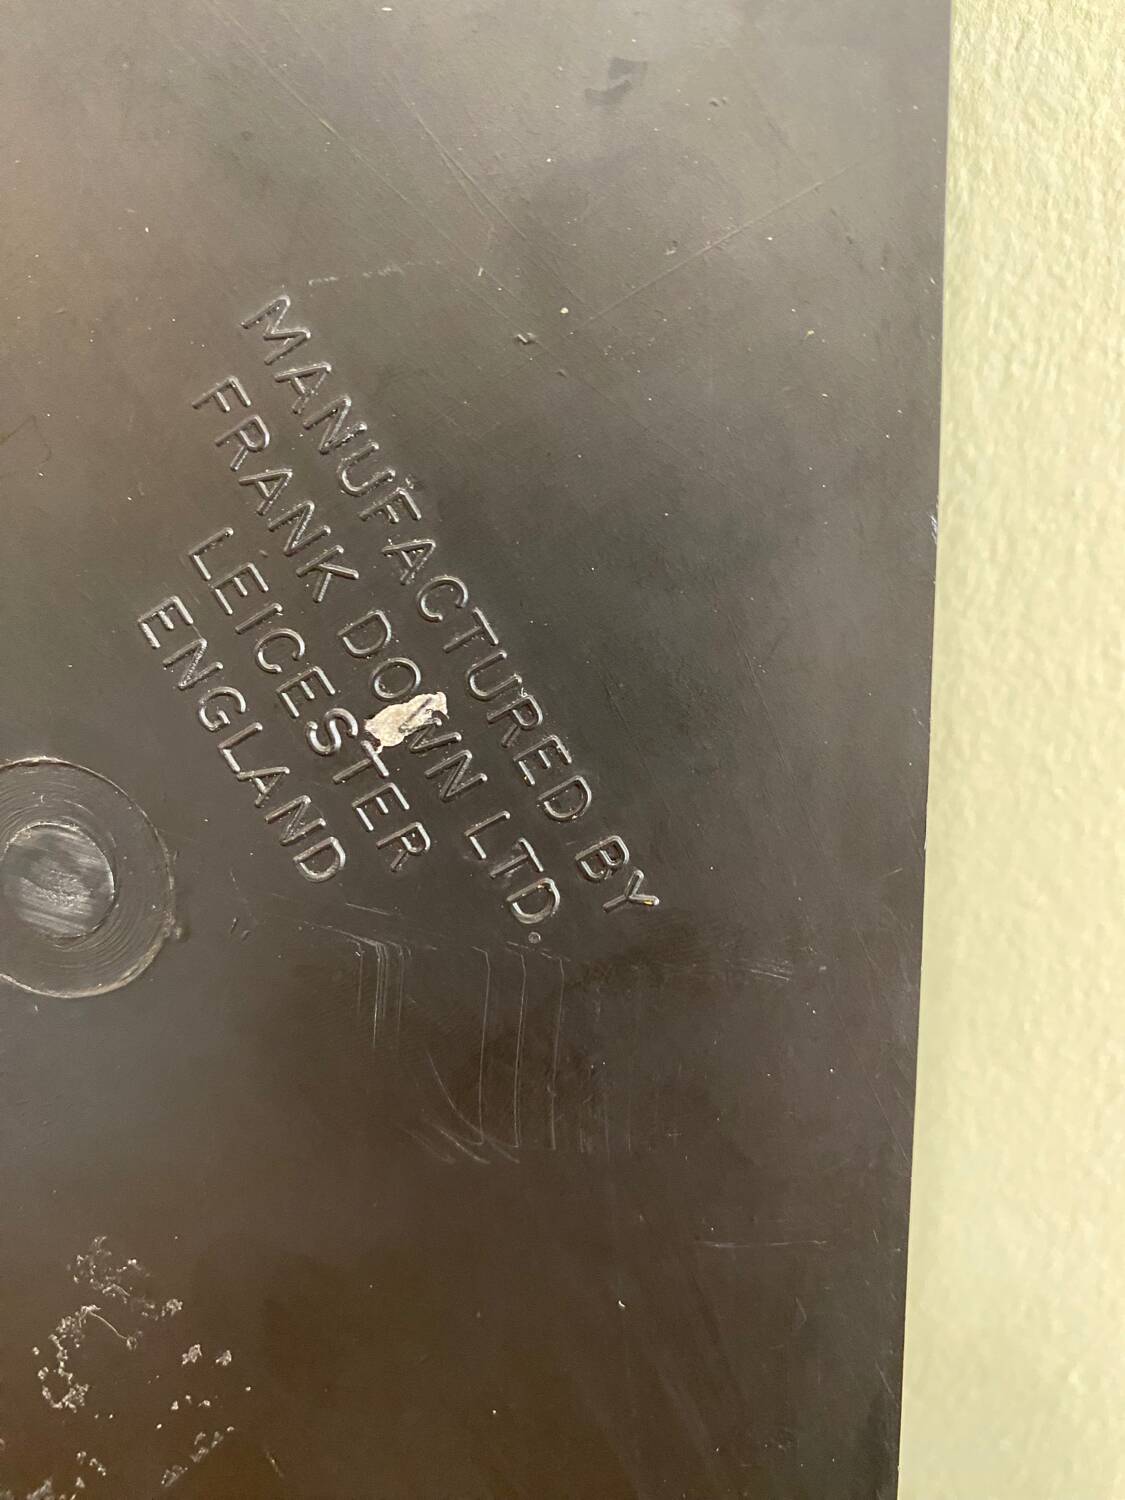 MANUFACTURED BY
FRANK DOWN LTD.
LEICESTER
ENGLAND